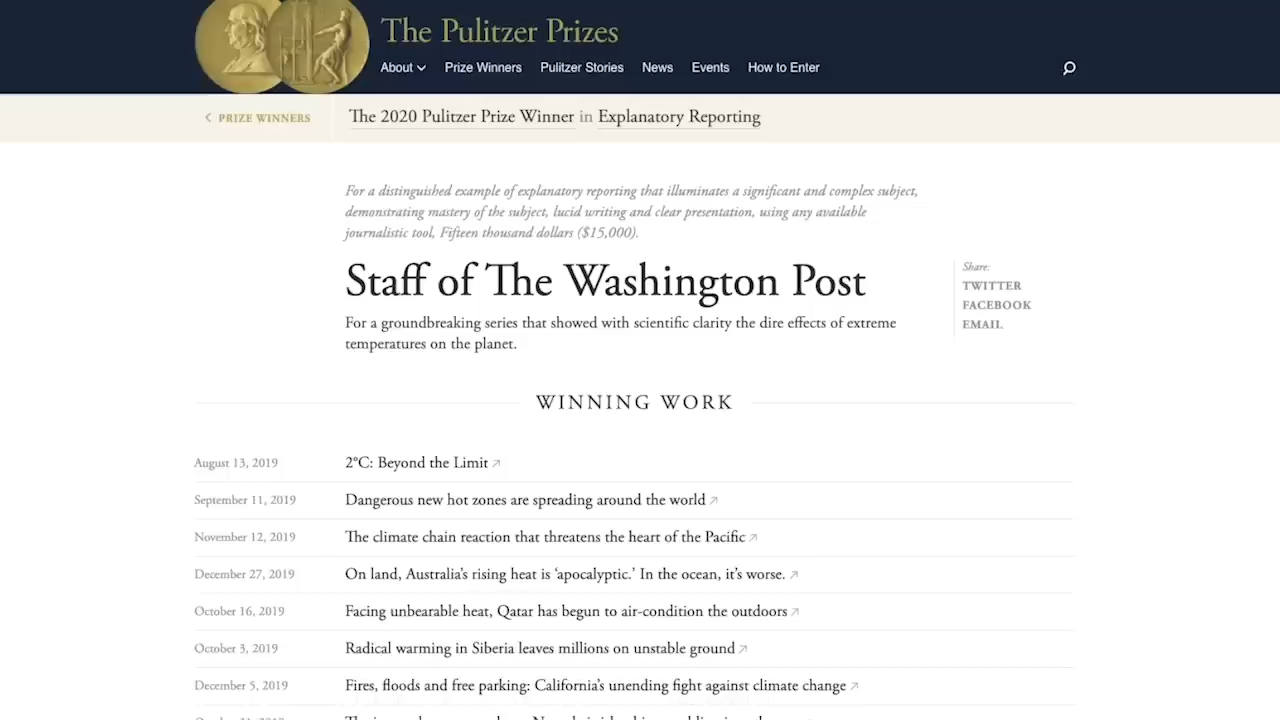 The Pulitzer Prizes
About Prize Winners Pulitzer Stories News Events How to Enter
PRIZE WINNERS
The 2020 Pulitzer Prize Winner in Explanatory Reporting
For a distinguished example of explanatory reporting that illuminates a significant and complex subject,
demonstrating mastery of the subject, lucid writing and clear presentation, using any available
journalistic tool, Fifteen thousand dollars ($15,000).
Staff of The Washington Post
For a groundbreaking series that showed with scientific clarity the dire effects of extreme
temperatures on the planet.
Share:
TWITTER
FACEBOOK
EMAIL
WINNING WORK
August 13, 2019 2°C: Beyond the Limit
September 11, 2019 Dangerous new hot zones are spreading around the world
November 12, 2019 The climate chain reaction that threatens the heart of the Pacific
December 27, 2019 On land, Australia’s rising heat is ‘apocalyptic.’ In the ocean, it’s worse.
October 16, 2019 Facing unbearable heat, Qatar has begun to air-condition the outdoors
October 3, 2019 Radical warming in Siberia leaves millions on unstable ground
December 5, 2019 Fires, floods and free parking: California’s unending fight against climate change